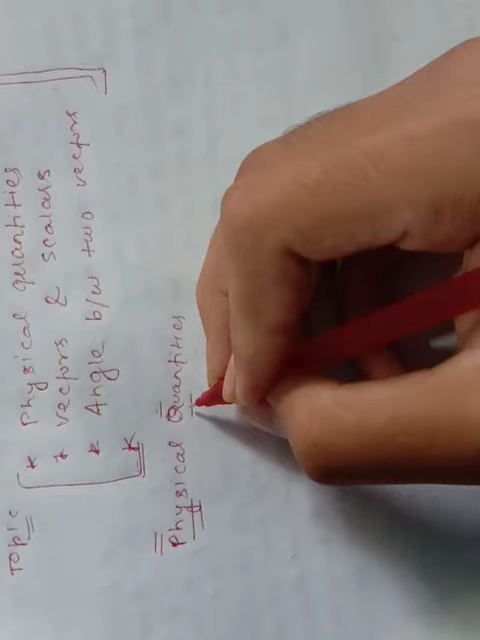 Topic
* Physical quantities
* vectors & scalars
* Angle b/w two vectors
*
Physical Quantities